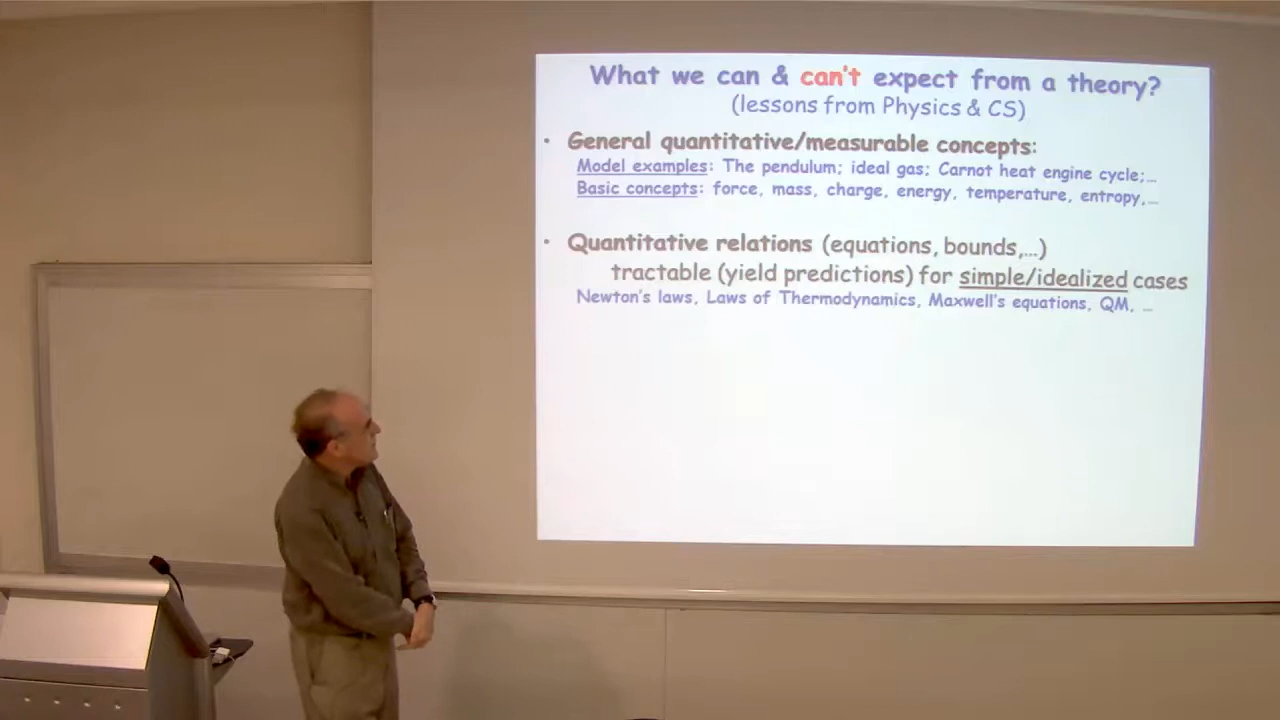 What we can & can't expect from a theory?
(lessons from Physics & CS)
• General quantitative/measurable concepts:
Model examples: The pendulum; ideal gas; Carnot heat engine cycle;...
Basic concepts: force, mass, charge, energy, temperature, entropy,...
• Quantitative relations (equations, bounds,...)
tractable (yield predictions) for simple/idealized cases
Newton's laws, Laws of Thermodynamics, Maxwell's equations, QM, ...